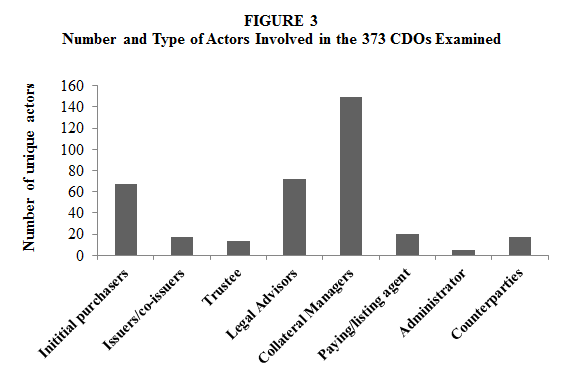 FIGURE 3
Number and Type of Actors Involved in the 373 CDOs Examined
Number of unique actors
160
140
120
100
80
60
40
20
0
Inititial purchasers
Issuers/co-issuers
Trustee
Legal Advisors
Collateral Managers
Paying/listing agent
Administrator
Counterparties